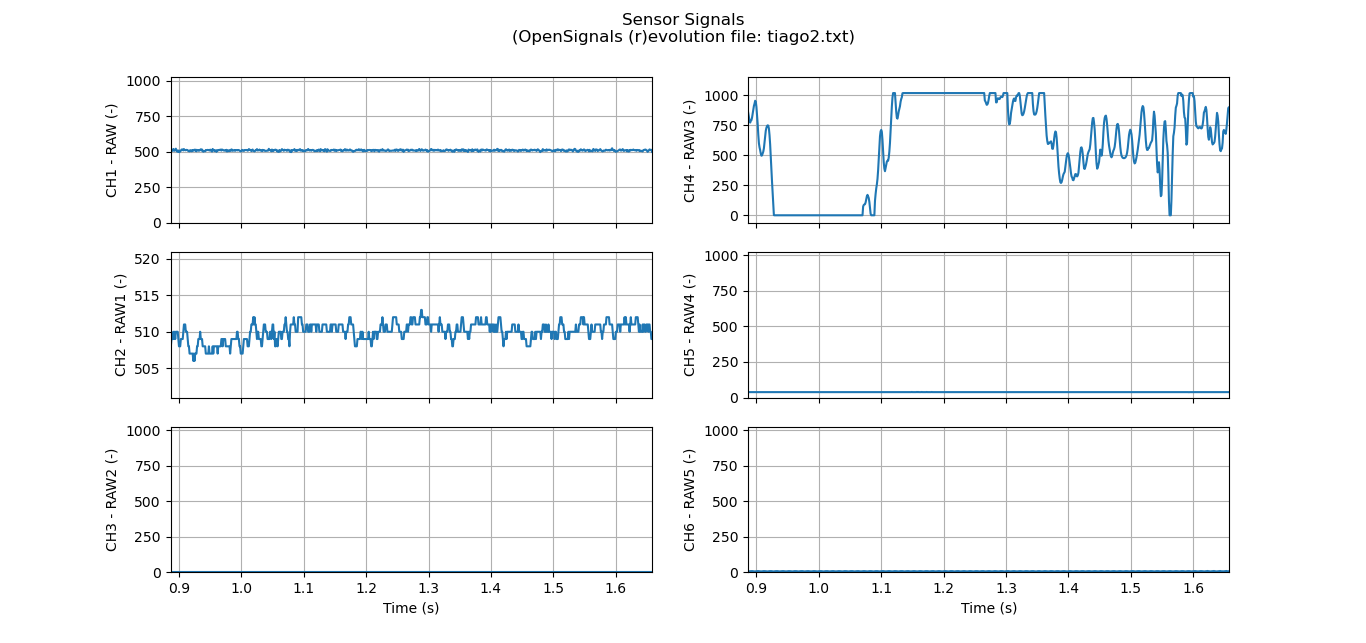 Sensor Signals
(OpenSignals (r)evolution file: tiago2.txt)
CH1 - RAW (-)
1000
750
500
250
0
CH4 - RAW3 (-)
1000
750
500
250
0
CH2 - RAW1 (-)
520
515
510
505
CH5 - RAW4 (-)
1000
750
500
250
0
CH3 - RAW2 (-)
1000
750
500
250
0
0.9 1.0 1.1 1.2 1.3 1.4 1.5 1.6
Time (s)
CH6 - RAW5 (-)
1000
750
500
250
0
0.9 1.0 1.1 1.2 1.3 1.4 1.5 1.6
Time (s)